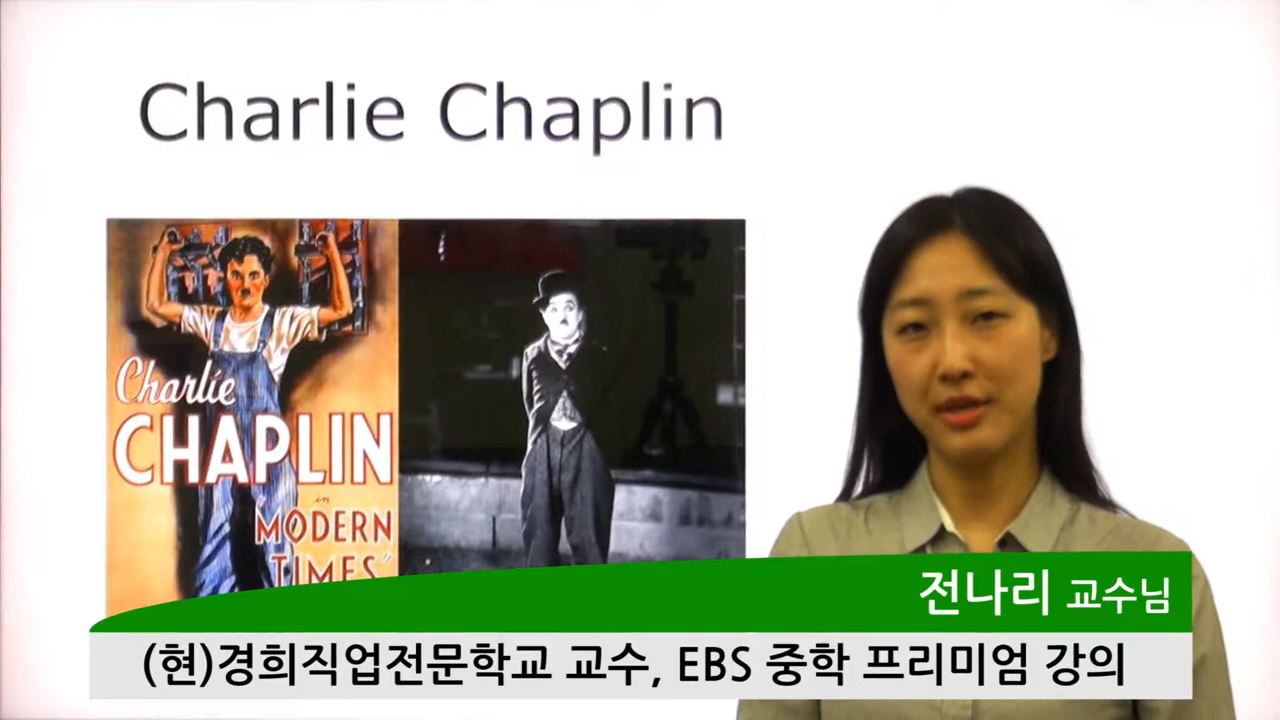 Charlie Chaplin
Charlie
CHAPLIN
in
"MODERN
TIMES"
전나리 교수님
(현)경희직업전문학교 교수, EBS 중학 프리미엄 강의